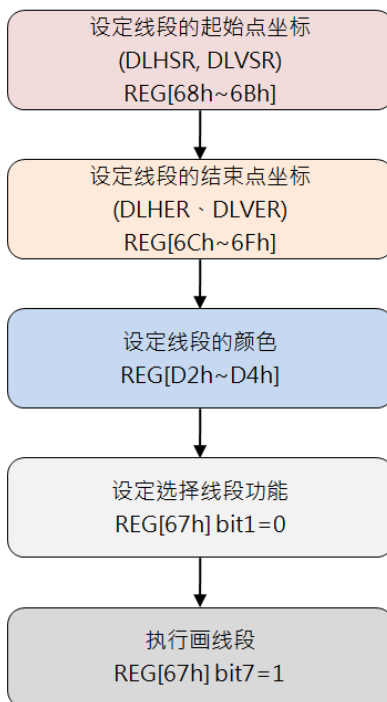 设定线段的起始点坐标
(DLHSR, DLVSR)
REG[68h~6Bh]
设定线段的结束点坐标
(DLHER、DLVER)
REG[6Ch~6Fh]
设定线段的颜色
REG[D2h~D4h]
设定选择线段功能
REG[67h] bit1=0
执行画线段
REG[67h] bit7=1